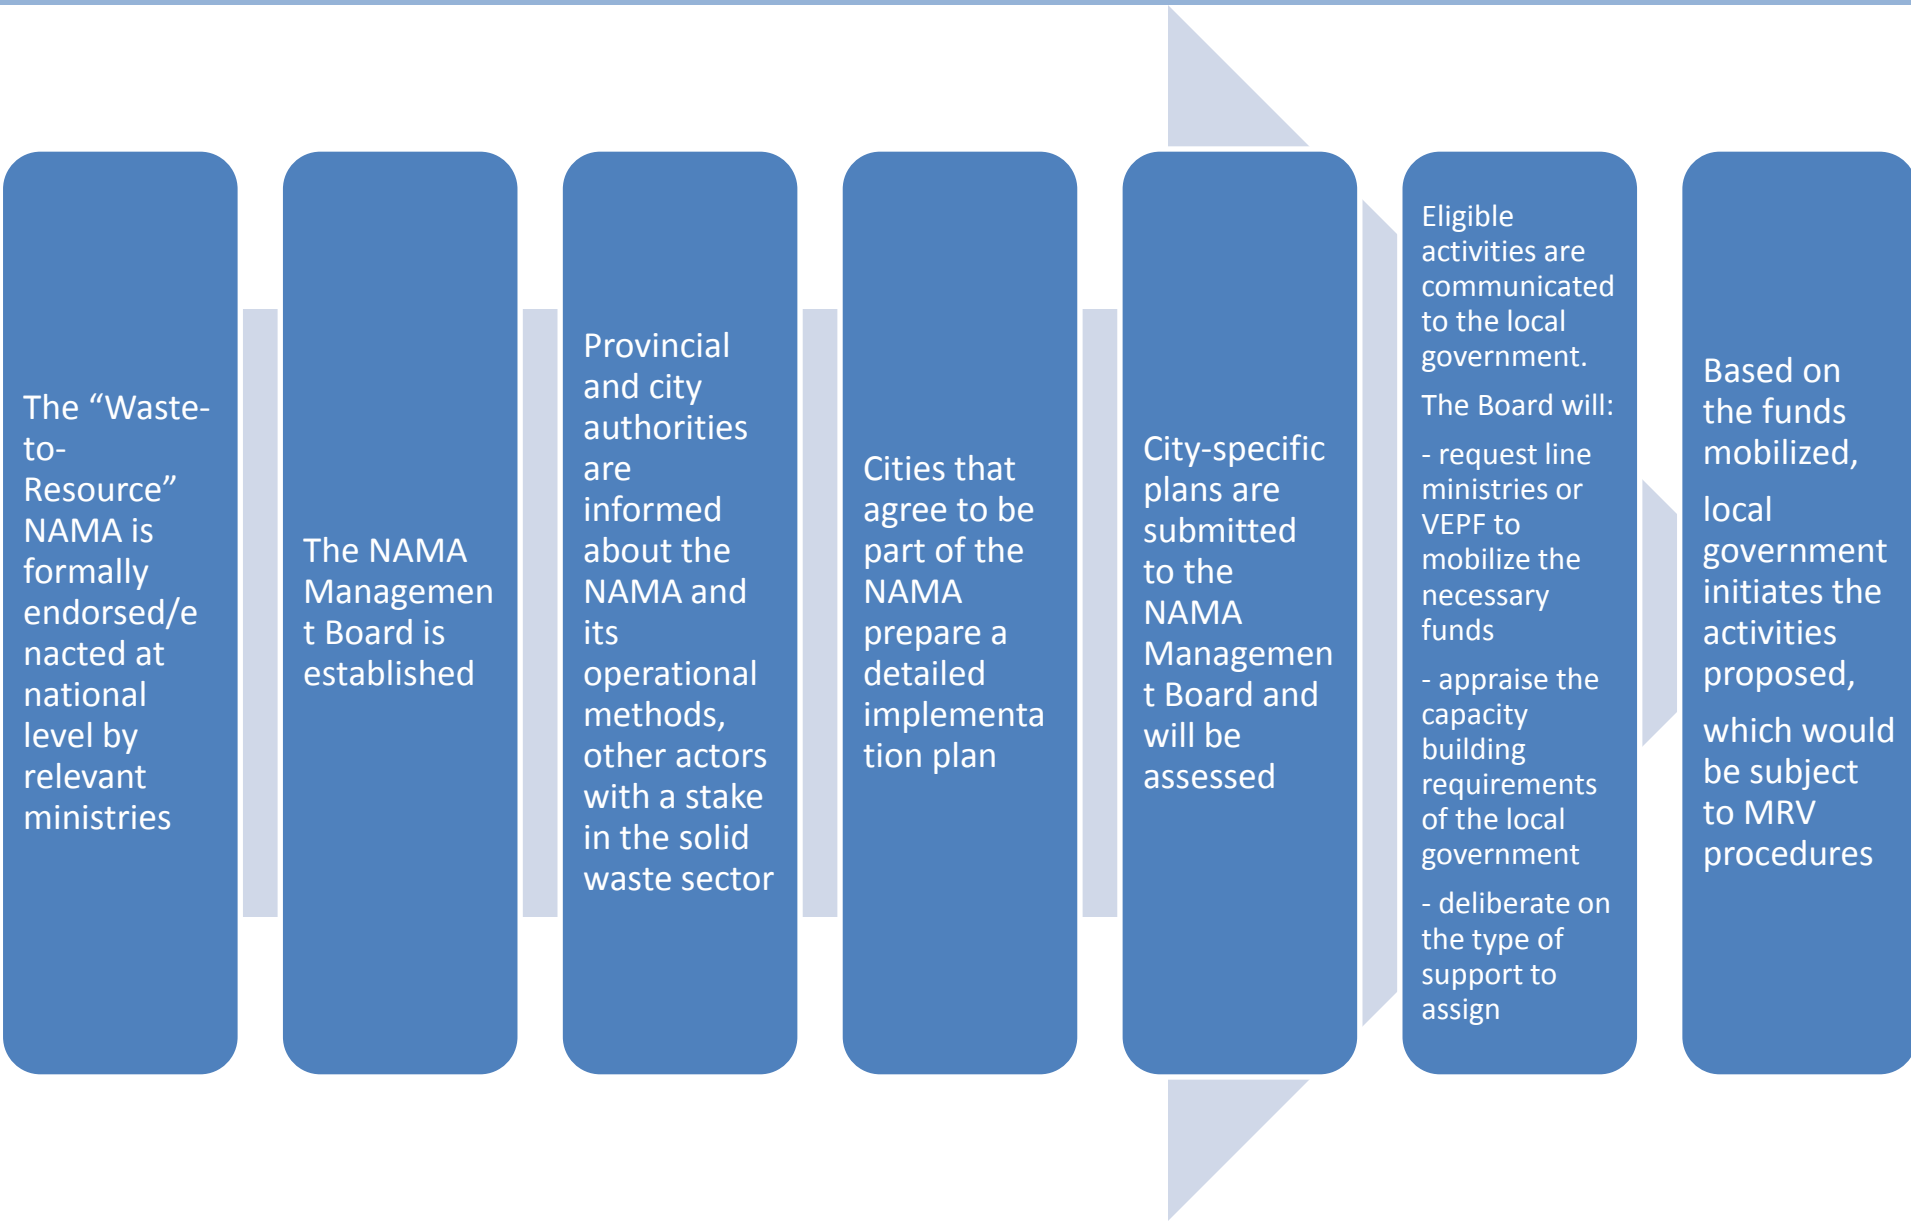 The “Waste-
to-
Resource”
NAMA is
formally
endorsed/e
nacted at
national
level by
relevant
ministries
The NAMA
Managemen
t Board is
established
Provincial
and city
authorities
are
informed
about the
NAMA and
its
operational
methods,
other actors
with a stake
in the solid
waste sector
Cities that
agree to be
part of the
NAMA
prepare a
detailed
implementa
tion plan
City-specific
plans are
submitted
to the
NAMA
Managemen
t Board and
will be
assessed
Eligible
activities are
communicated
to the local
government.
The Board will:
- request line
ministries or
VEPF to
mobilize the
necessary
funds
- appraise the
capacity
building
requirements
of the local
government
- deliberate on
the type of
support to
assign
Based on
the funds
mobilized,
local
government
initiates the
activities
proposed,
which would
be subject
to MRV
procedures